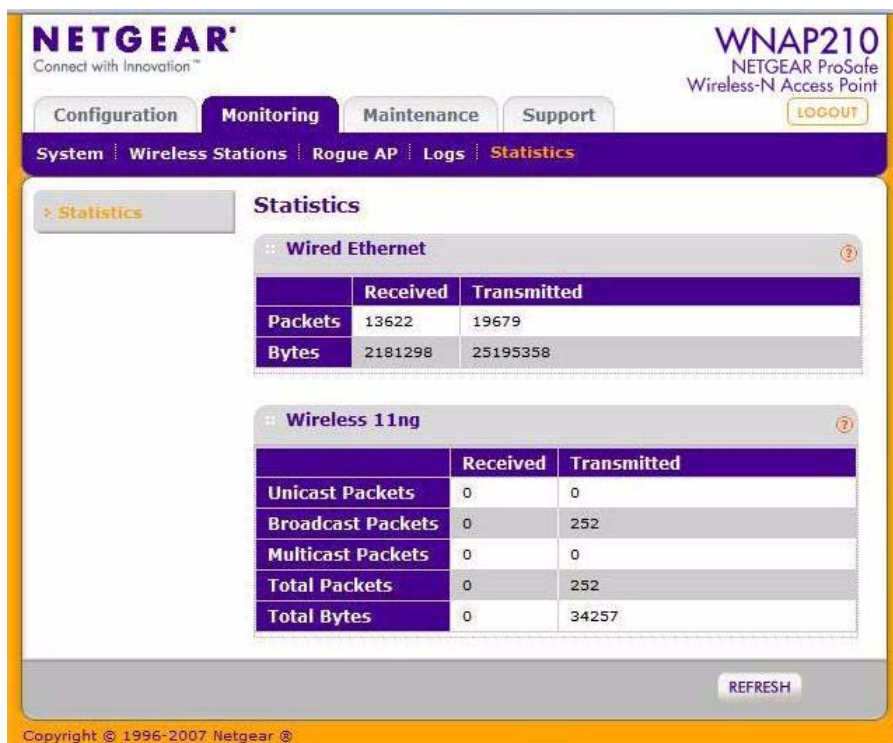 NETGEAR®
Connect with Innovation™
WNAP210
NETGEAR ProSafe
Wireless-N Access Point
Configuration Monitoring Maintenance Support LOGOUT
System Wireless Stations Rogue AP Logs Statistics
> Statistics
Statistics
:: Wired Ethernet ?
Received Transmitted
Packets 13622 19679
Bytes 2181298 25195358
:: Wireless 11ng ?
Received Transmitted
Unicast Packets 0 0
Broadcast Packets 0 252
Multicast Packets 0 0
Total Packets 0 252
Total Bytes 0 34257
REFRESH
Copyright © 1996-2007 Netgear ®